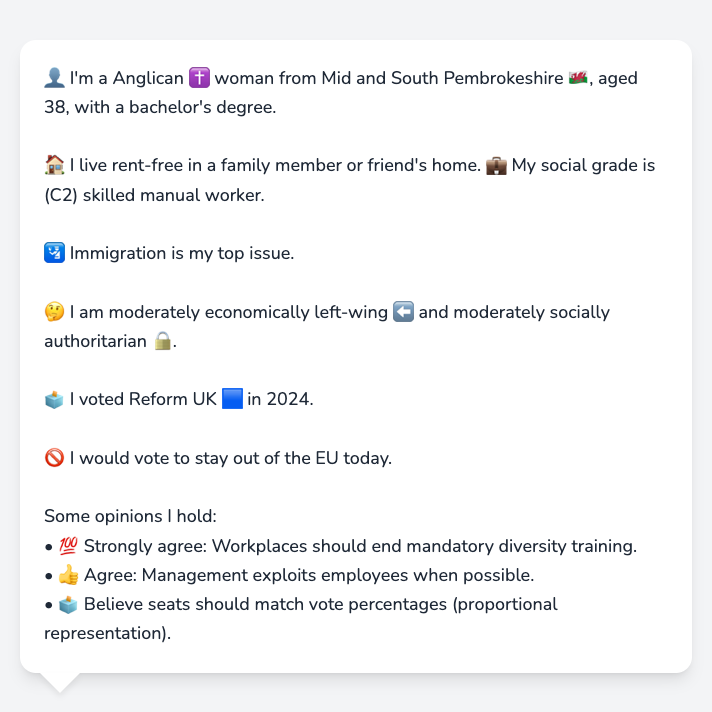 👤 I'm a Anglican ✝️ woman from Mid and South Pembrokeshire 🏴󠁧󠁢󠁷󠁬󠁳󠁿, aged
38, with a bachelor's degree.
🏠 I live rent-free in a family member or friend's home. 💼 My social grade is
(C2) skilled manual worker.
🛂 Immigration is my top issue.
🤔 I am moderately economically left-wing ⬅️ and moderately socially
authoritarian 🔒.
🗳️ I voted Reform UK 🟦 in 2024.
🚫 I would vote to stay out of the EU today.
Some opinions I hold:
• 💯 Strongly agree: Workplaces should end mandatory diversity training.
• 👍 Agree: Management exploits employees when possible.
• 🗳️ Believe seats should match vote percentages (proportional
representation).